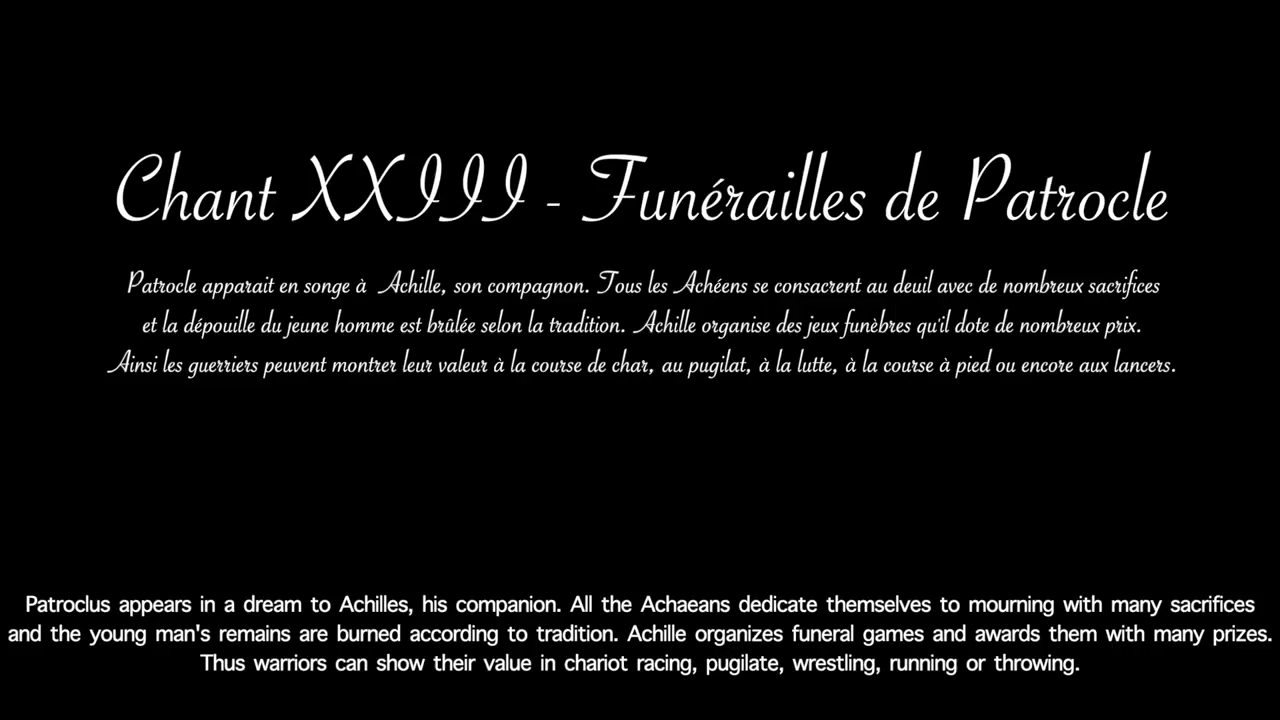 Chant XXIII - Funérailles de Patrocle
Patrocle apparait en songe à Achille, son compagnon. Tous les Achéens se consacrent au deuil avec de nombreux sacrifices
et la dépouille du jeune homme est brûlée selon la tradition. Achille organise des jeux funèbres qu'il dote de nombreux prix.
Ainsi les guerriers peuvent montrer leur valeur à la course de char, au pugilat, à la lutte, à la course à pied ou encore aux lancers.
Patroclus appears in a dream to Achilles, his companion. All the Achaeans dedicate themselves to mourning with many sacrifices
and the young man's remains are burned according to tradition. Achille organizes funeral games and awards them with many prizes.
Thus warriors can show their value in chariot racing, pugilate, wrestling, running or throwing.